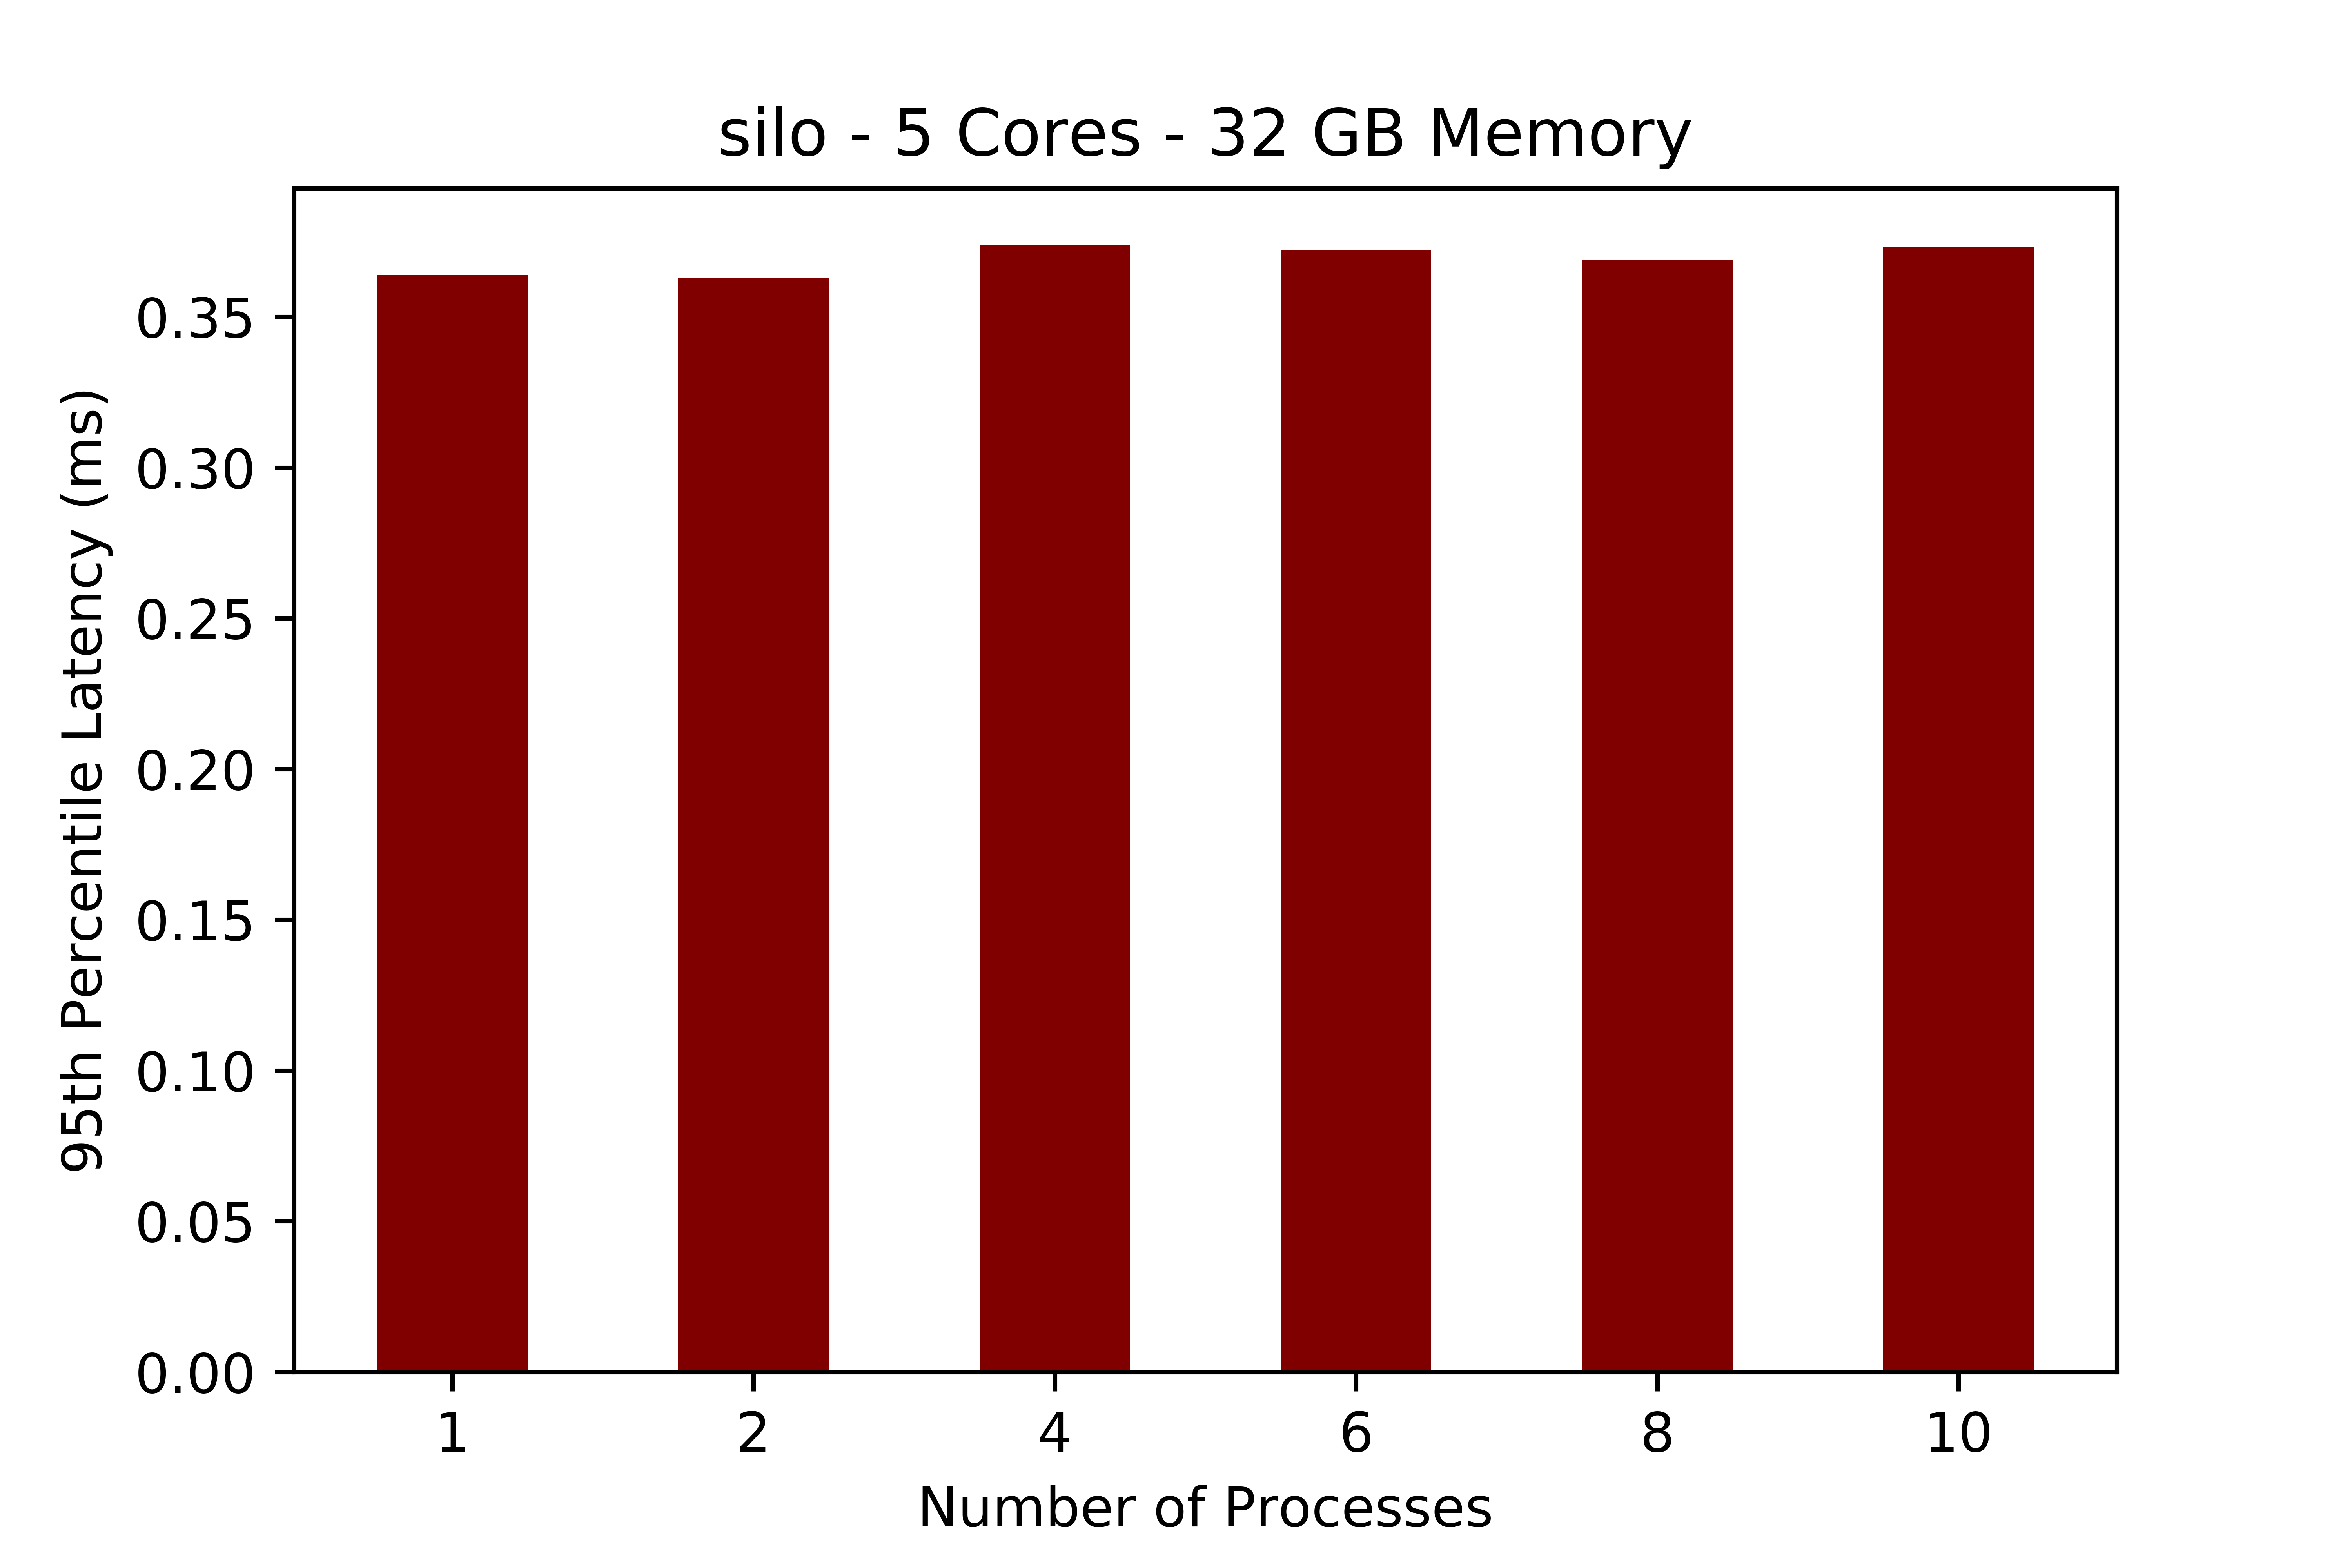 silo - 5 Cores - 32 GB Memory
95th Percentile Latency (ms)
0.35
0.30
0.25
0.20
0.15
0.10
0.05
0.00
1 2 4 6 8 10
Number of Processes